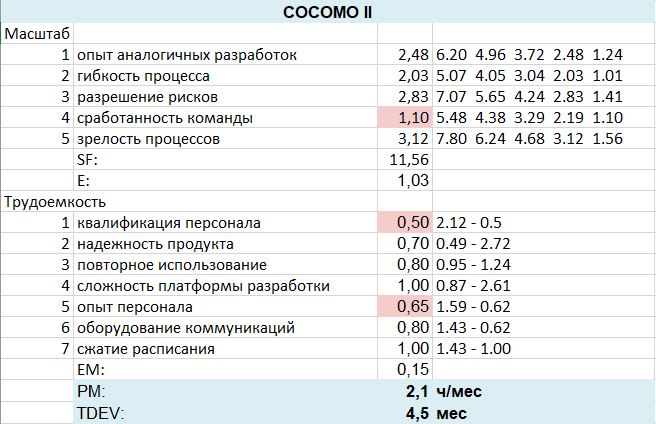 COCOMO II
Масштаб
1 опыт аналогичных разработок 2,48 6.20 4.96 3.72 2.48 1.24
2 гибкость процесса 2,03 5.07 4.05 3.04 2.03 1.01
3 разрешение рисков 2,83 7.07 5.65 4.24 2.83 1.41
4 сработанность команды 1,10 5.48 4.38 3.29 2.19 1.10
5 зрелость процессов 3,12 7.80 6.24 4.68 3.12 1.56
SF: 11,56
E: 1,03
Трудоемкость
1 квалификация персонала 0,50 2.12 - 0.5
2 надежность продукта 0,70 0.49 - 2.72
3 повторное использование 0,80 0.95 - 1.24
4 сложность платформы разработки 1,00 0.87 - 2.61
5 опыт персонала 0,65 1.59 - 0.62
6 оборудование коммуникаций 0,80 1.43 - 0.62
7 сжатие расписания 1,00 1.43 - 1.00
EM: 0,15
PM: 2,1 ч/мес
TDEV: 4,5 мес